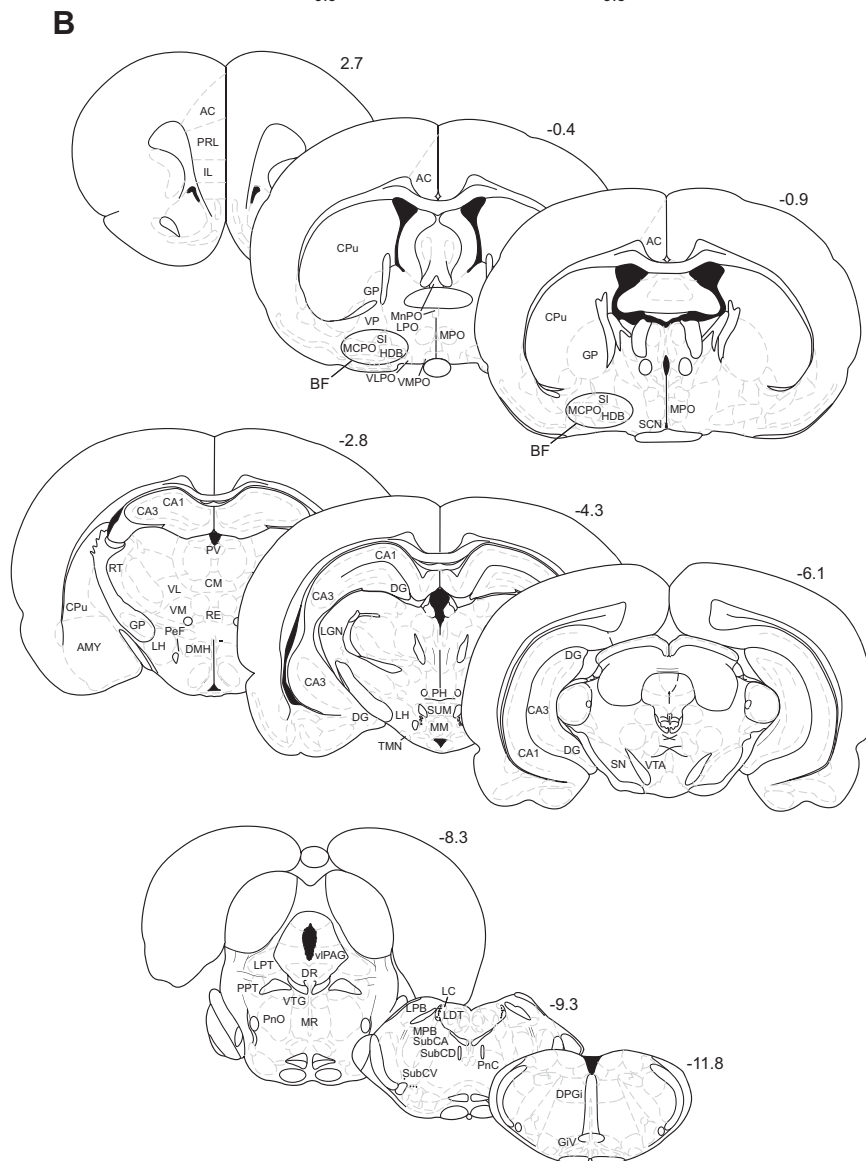 B
2.7
AC
PRL
IL
-0.4
AC
CPu
GP
MnPO
LPO
VP
MPO
SI
MCPO
HDB
VLPO
VMPO
BF
-0.9
AC
CPu
GP
SI
MCPO
HDB
MPO
SCN
BF
-2.8
CA1
CA3
PV
RT
VL
CM
CPu
VM
RE
GP
PeF
AMY
LH
DMH
-4.3
CA1
DG
CA3
LGN
CA3
PH
SUM
LH
DG
MM
TMN
-6.1
DG
CA3
DG
CA1
SN
VTA
-8.3
vlPAG
LPT
DR
PPT
VTG
PnO
MR
-9.3
LC
LPB
LDT
MPB
SubCA
SubCD
PnC
SubCV
-11.8
DPGi
GiV